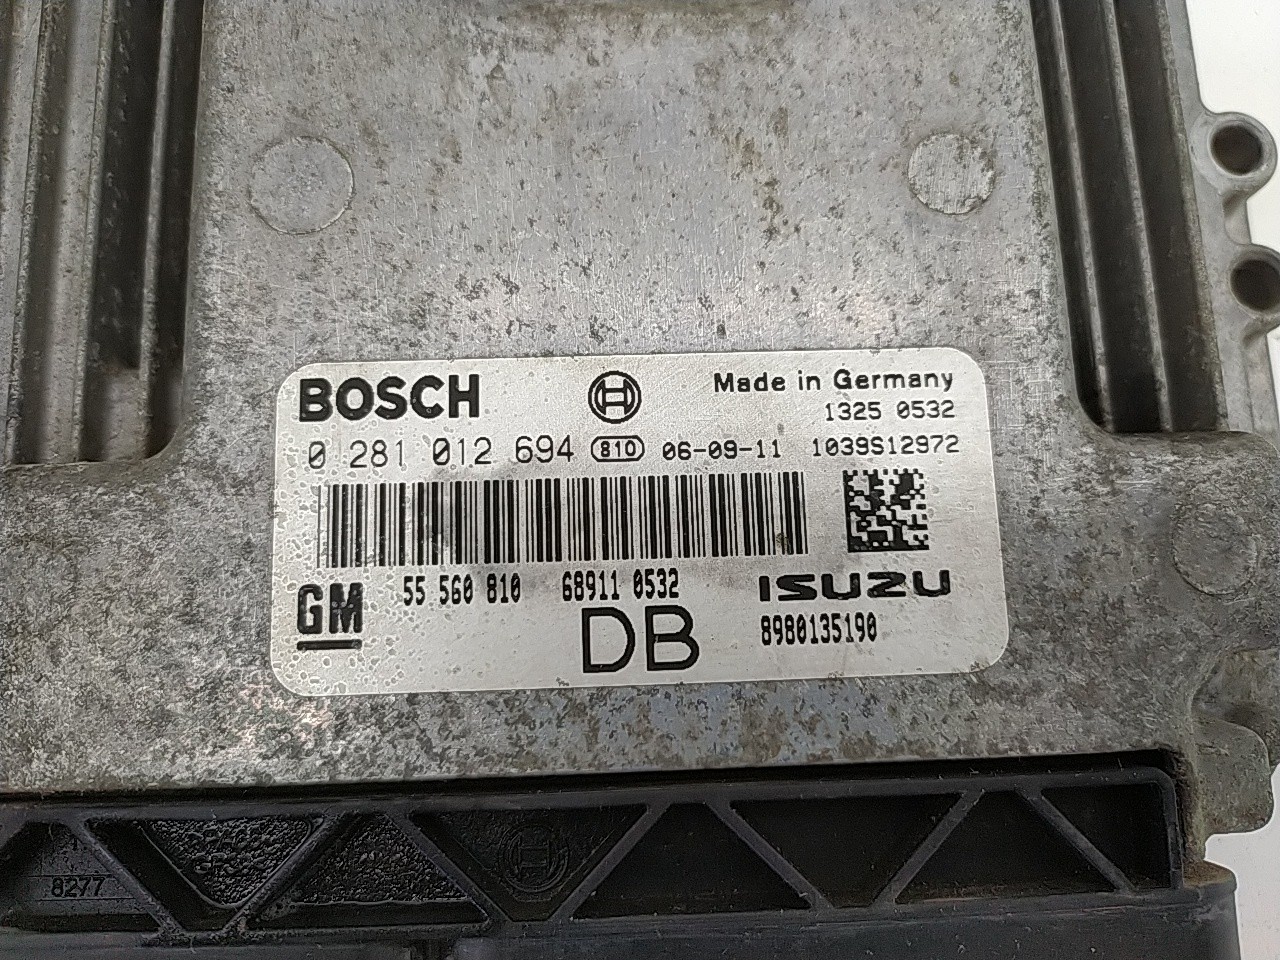 BOSCH Made in Germany
1325 0532
0 281 012 694 810 06-09-11 1039S12972
GM 55 560 810 689110 0532 ISUZU
DB 8980135190
8277